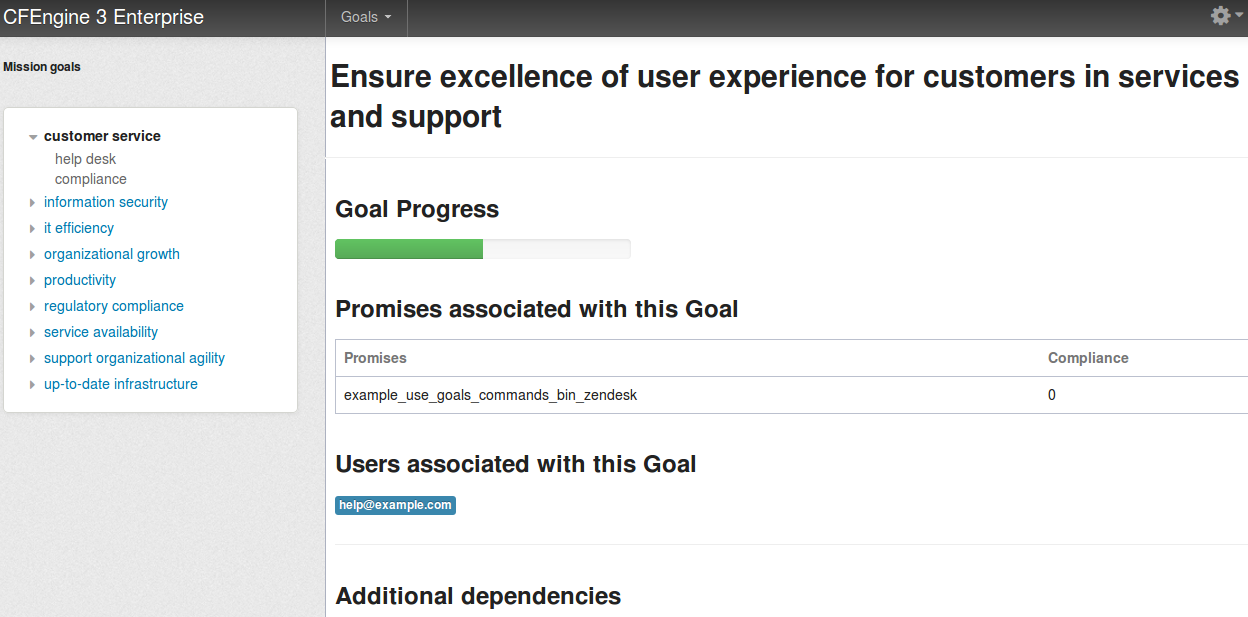 CFEngine 3 Enterprise
Goals
Mission goals
customer service
help desk
compliance
information security
it efficiency
organizational growth
productivity
regulatory compliance
service availability
support organizational agility
up-to-date infrastructure
Ensure excellence of user experience for customers in services
and support
Goal Progress
Promises associated with this Goal
Promises Compliance
example_use_goals_commands_bin_zendesk 0
Users associated with this Goal
help@example.com
Additional dependencies